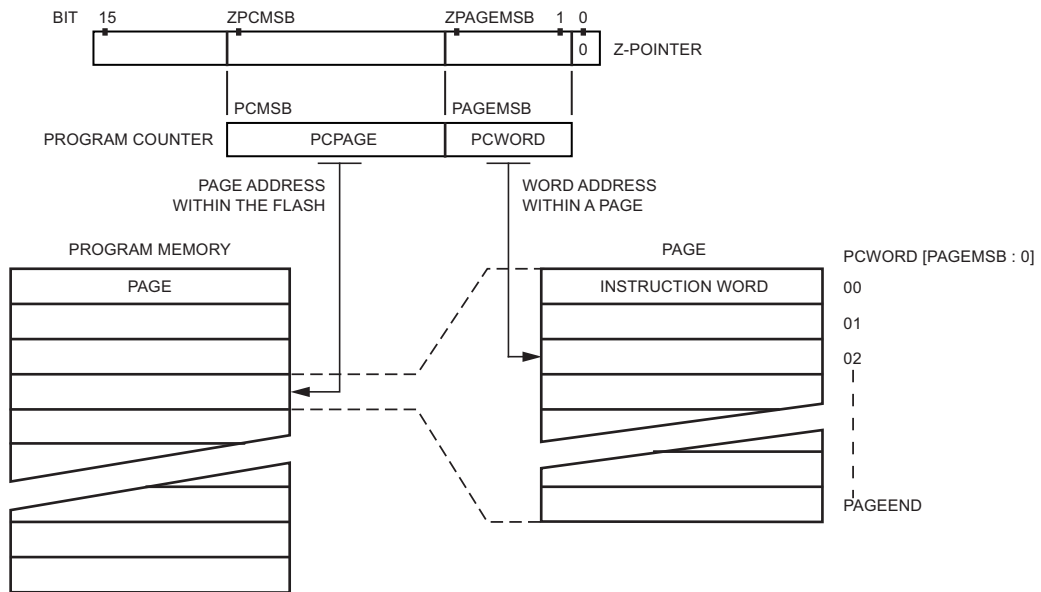 BIT 15 ZPCMSB ZPAGEMSB 1 0
0 Z-POINTER
PCMSB PAGEMSB
PROGRAM COUNTER PCPAGE PCWORD
PAGE ADDRESS
WITHIN THE FLASH
WORD ADDRESS
WITHIN A PAGE
PROGRAM MEMORY
PAGE
PAGE
PCWORD [PAGEMSB : 0]
INSTRUCTION WORD
00
01
02
PAGEEND